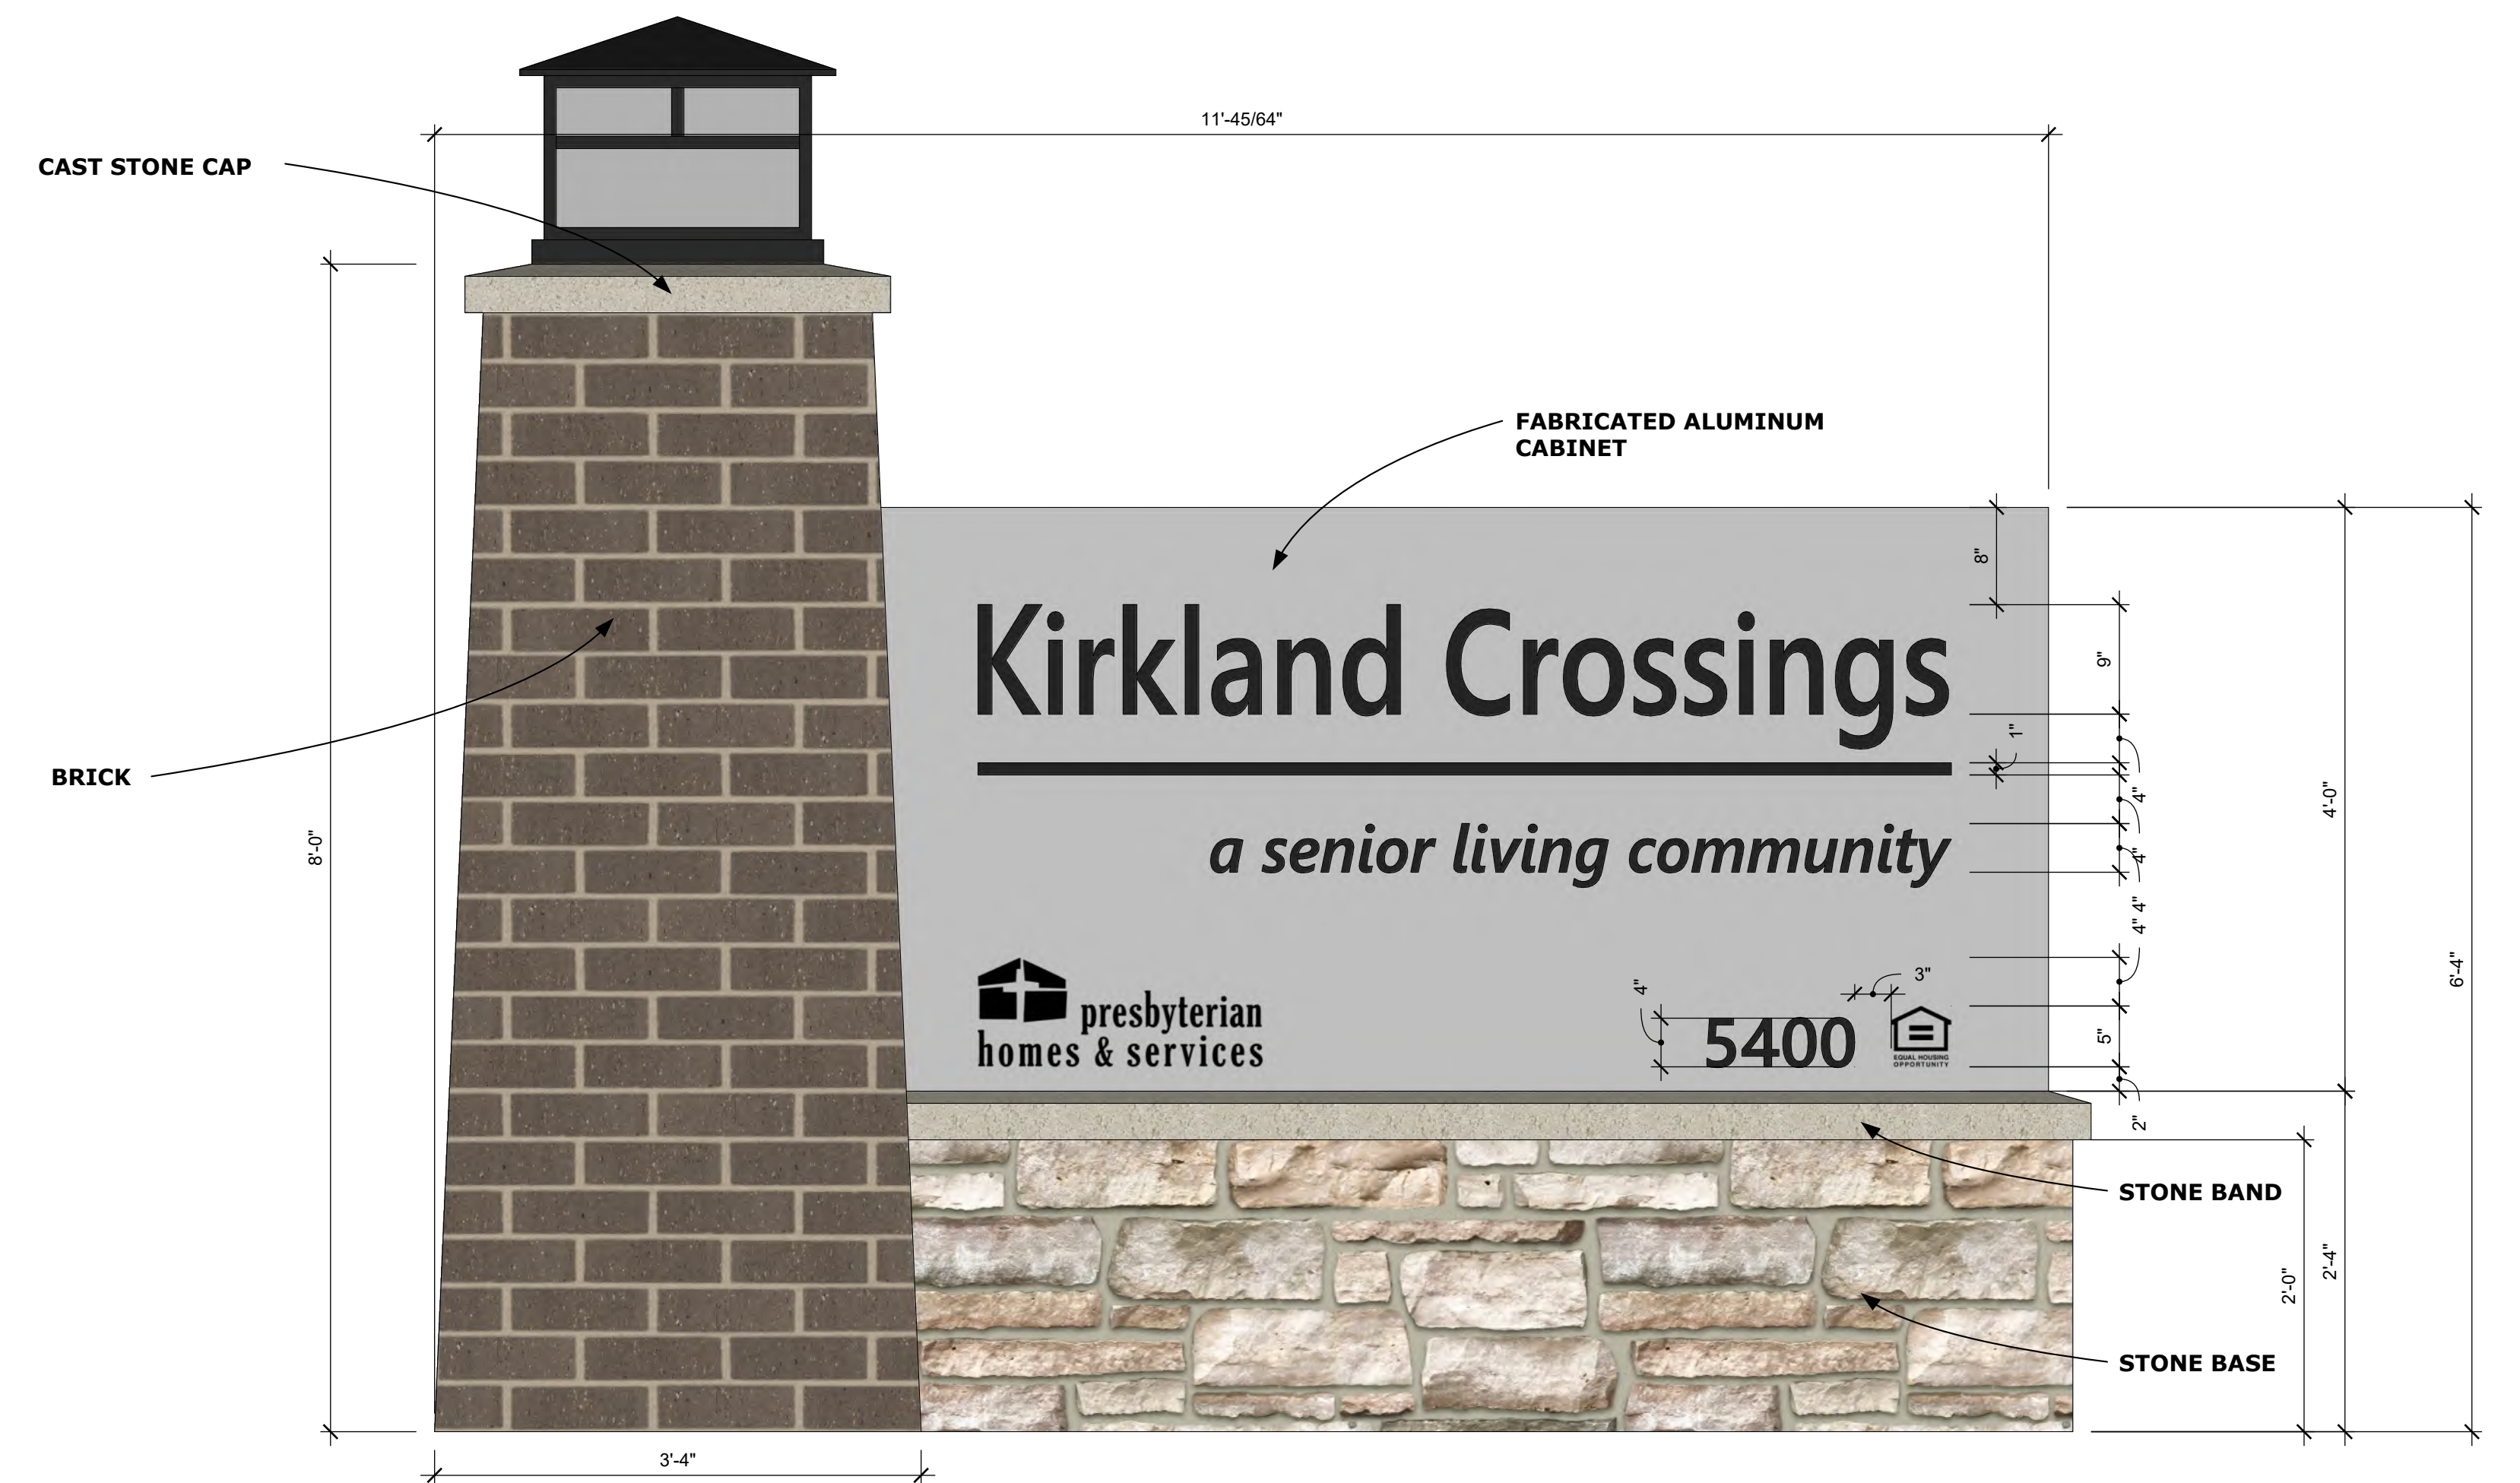 11'-45/64"
CAST STONE CAP
FABRICATED ALUMINUM
CABINET
8"
Kirkland Crossings
9"
1"
BRICK
4"
4'-0"
8'-0"
a senior living community
4"
4" 4"
6'-4"
3"
4"
presbyterian
homes & services
5400
EQUAL HOUSING
OPPORTUNITY
5"
2"
STONE BAND
2'-4"
2'-0"
STONE BASE
3'-4"